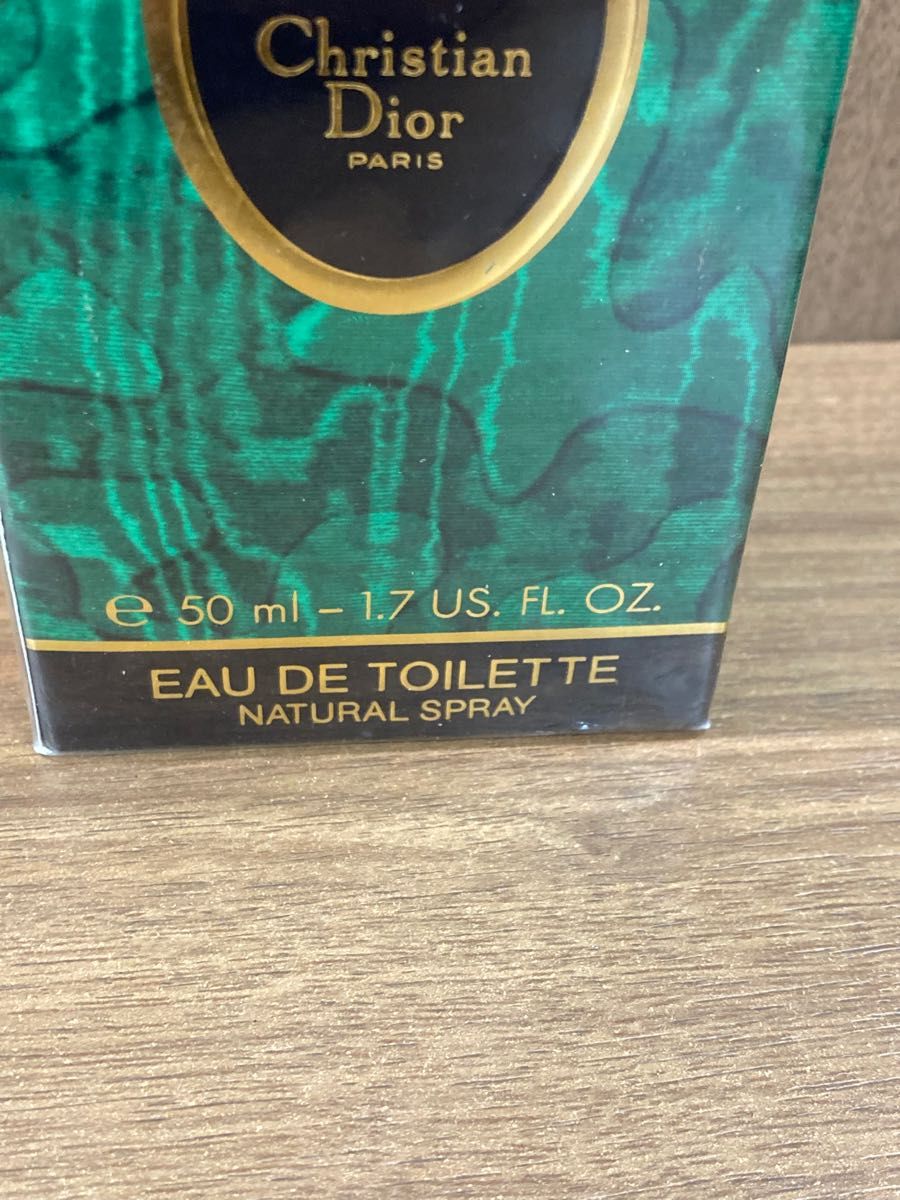 Christian
Dior
PARIS
℮ 50 ml – 1.7 US. FL. OZ.
EAU DE TOILETTE
NATURAL SPRAY